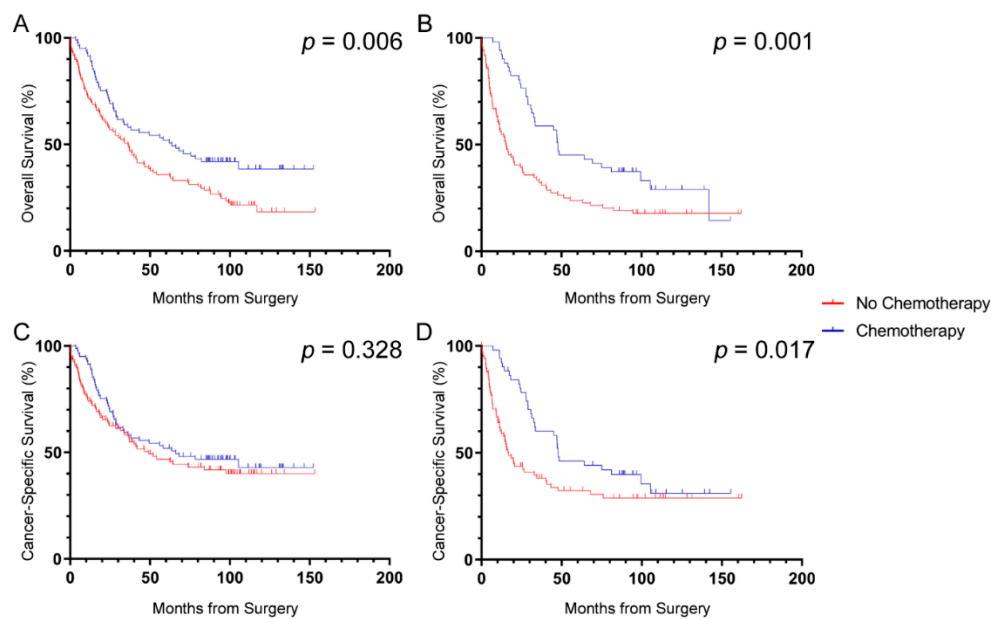 A
p = 0.006
Overall Survival (%)
100
50
0
0 50 100 150 200
Months from Surgery
B
p = 0.001
Overall Survival (%)
100
50
0
0 50 100 150 200
Months from Surgery
No Chemotherapy
Chemotherapy
C
p = 0.328
Cancer-Specific Survival (%)
100
50
0
0 50 100 150 200
Months from Surgery
D
p = 0.017
Cancer-Specific Survival (%)
100
50
0
0 50 100 150 200
Months from Surgery